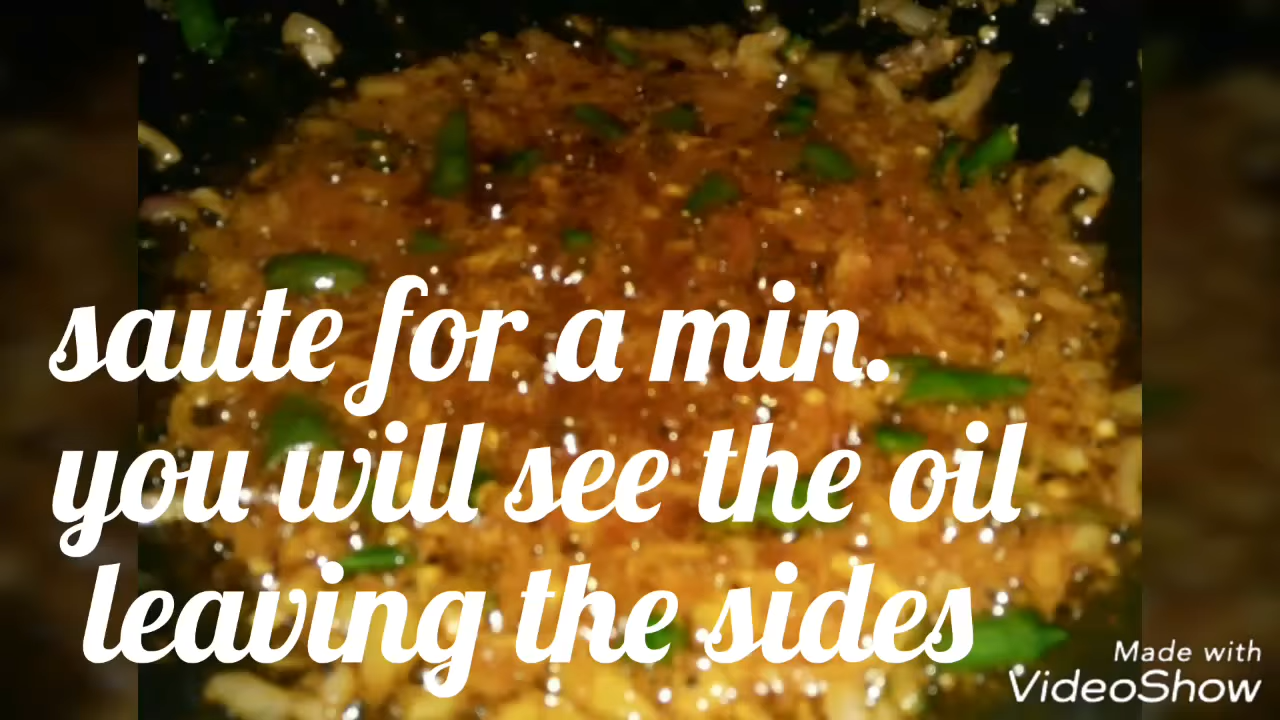 saute for a min.
you will see the oil
leaving the sides
Made with
VideoShow